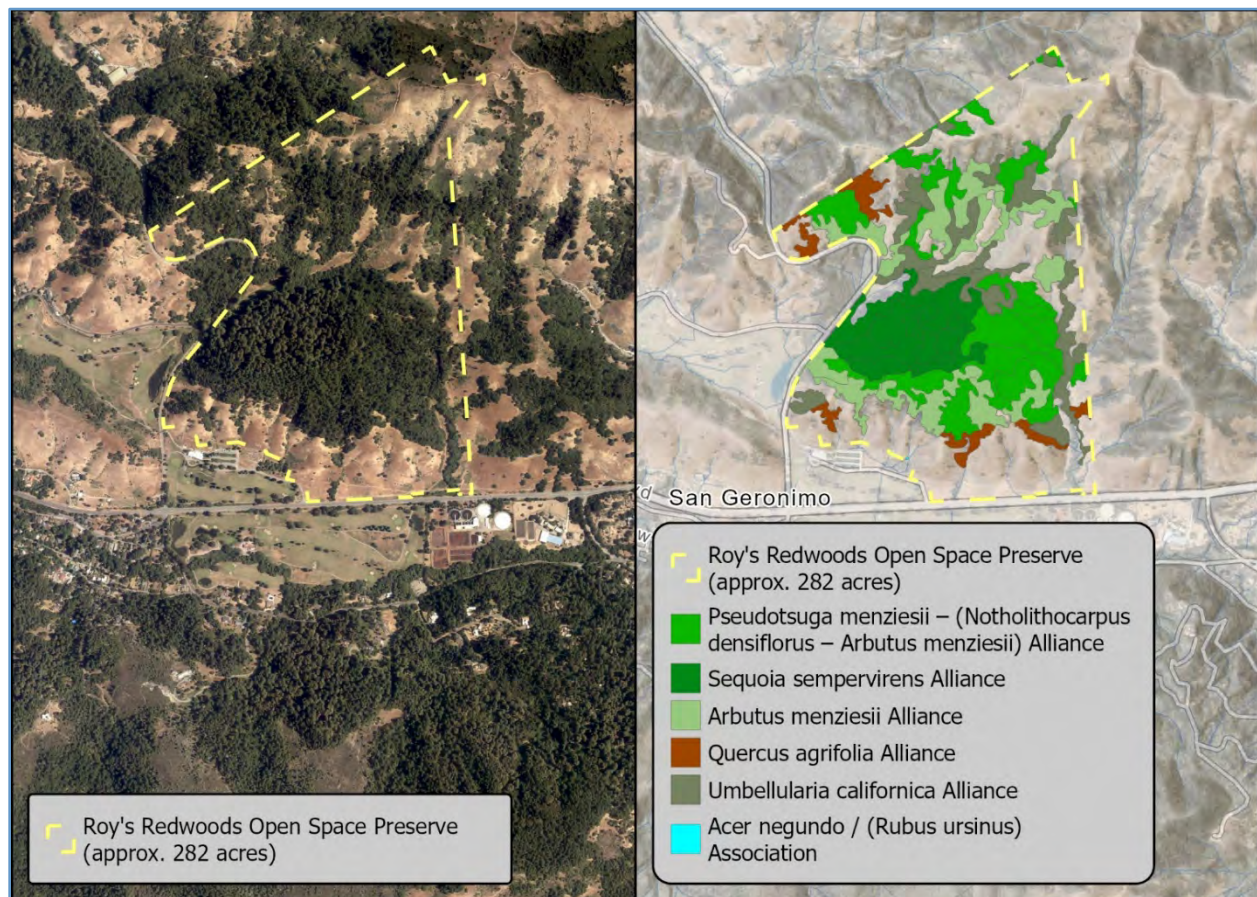 Roy's Redwoods Open Space Preserve
(approx. 282 acres)
San Geronimo
Roy's Redwoods Open Space Preserve
(approx. 282 acres)
Pseudotsuga menziesii – (Notholithocarpus
densiflorus – Arbutus menziesii) Alliance
Sequoia sempervirens Alliance
Arbutus menziesii Alliance
Quercus agrifolia Alliance
Umbellularia californica Alliance
Acer negundo / (Rubus ursinus)
Association